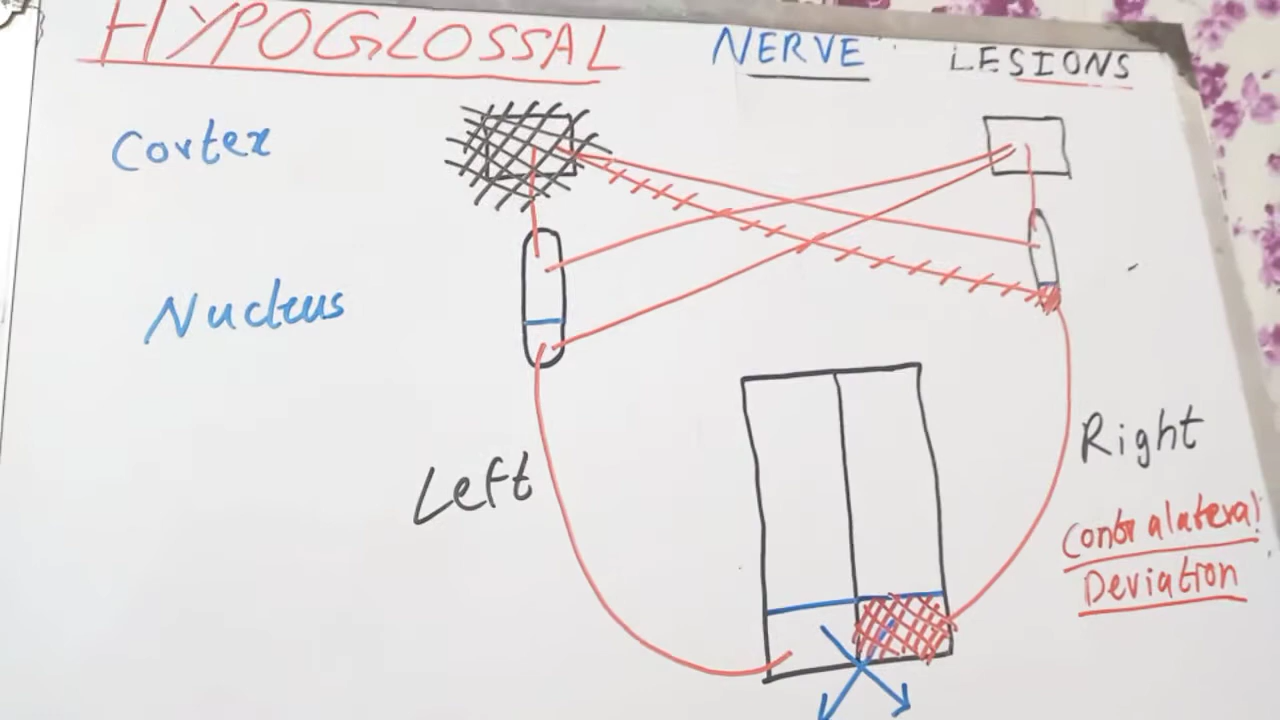 HYPOGLOSSAL NERVE LESIONS
Cortex
Nucleus
Left
Right
Contralateral
Deviation